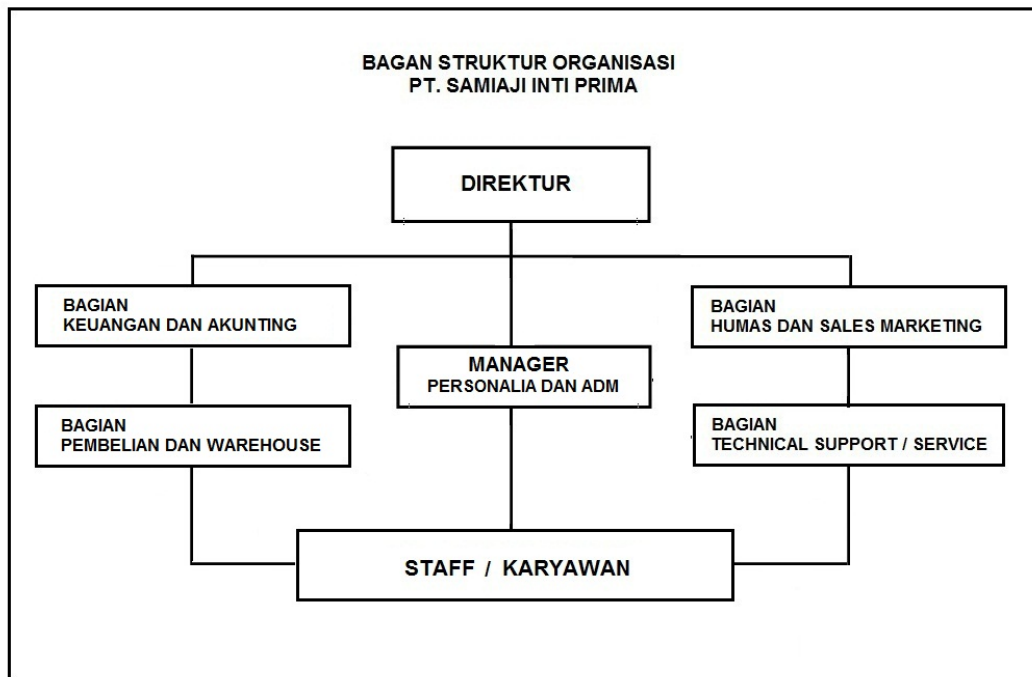 BAGAN STRUKTUR ORGANISASI
PT. SAMIAJI INTI PRIMA
DIREKTUR
BAGIAN
KEUANGAN DAN AKUNTING
BAGIAN
HUMAS DAN SALES MARKETING
MANAGER
PERSONALIA DAN ADM
BAGIAN
PEMBELIAN DAN WAREHOUSE
BAGIAN
TECHNICAL SUPPORT / SERVICE
STAFF / KARYAWAN